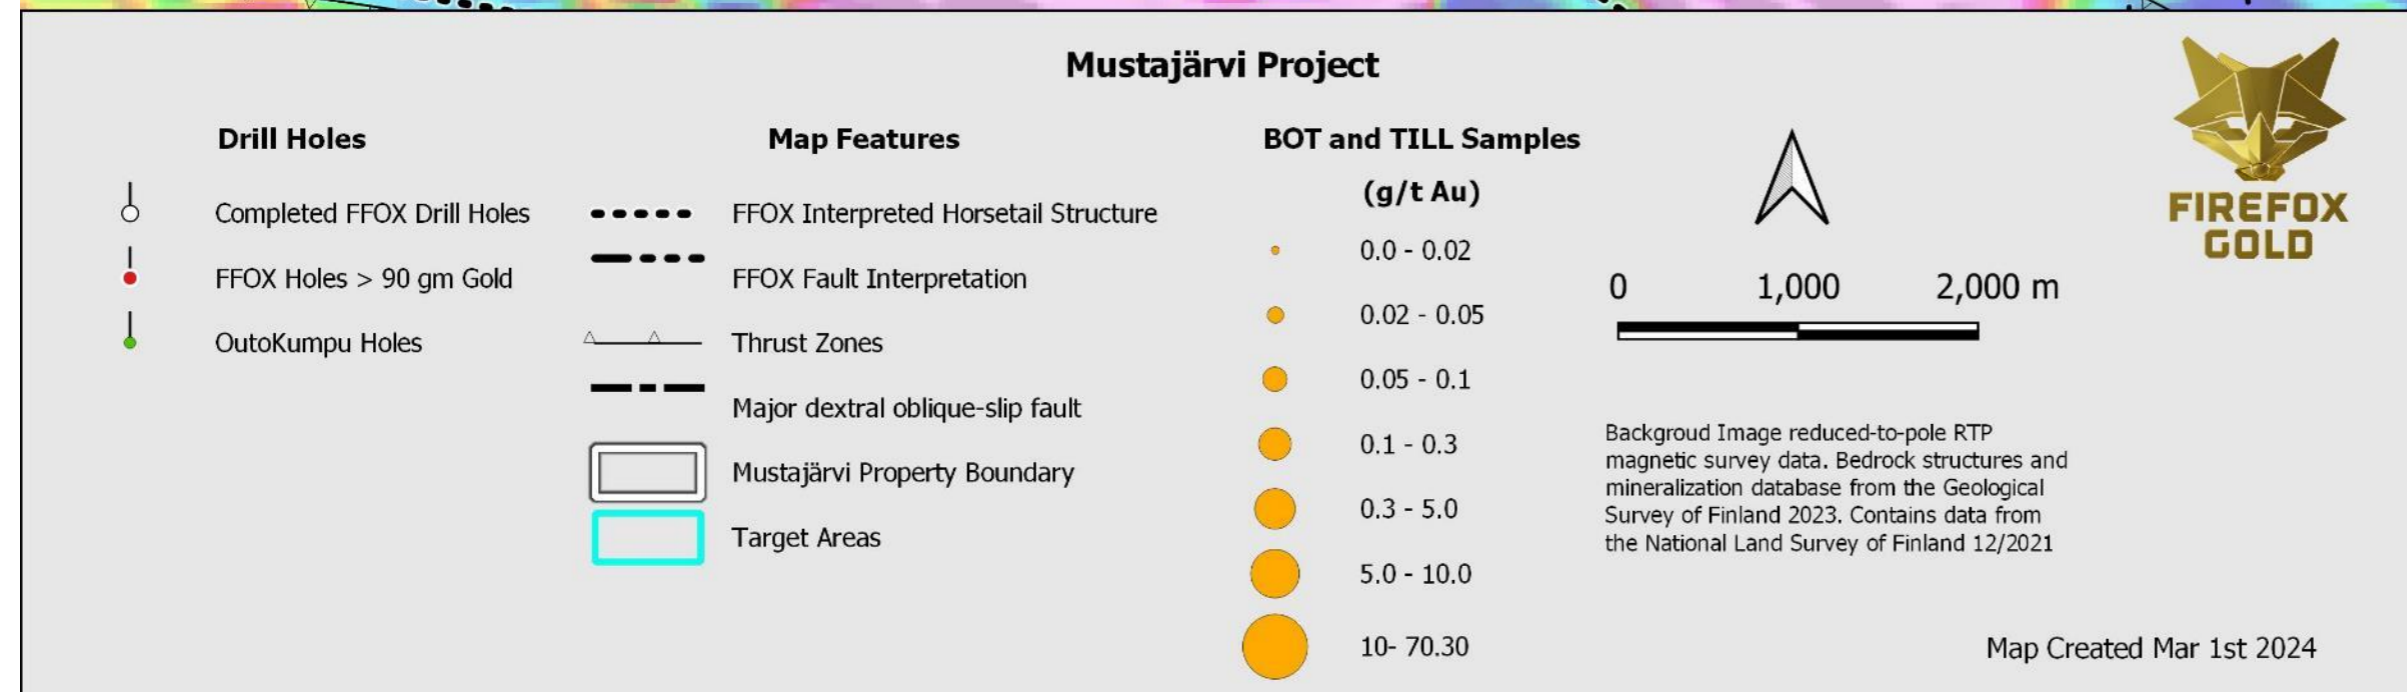 Mustajärvi Project
Drill Holes
Completed FFOX Drill Holes
FFOX Holes > 90 gm Gold
OutoKumpu Holes
Map Features
FFOX Interpreted Horsetail Structure
FFOX Fault Interpretation
Thrust Zones
Major dextral oblique-slip fault
Mustajärvi Property Boundary
Target Areas
BOT and TILL Samples
(g/t Au)
0.0 - 0.02
0.02 - 0.05
0.05 - 0.1
0.1 - 0.3
0.3 - 5.0
5.0 - 10.0
10- 70.30
0 1,000 2,000 m
Backgroud Image reduced-to-pole RTP
magnetic survey data. Bedrock structures and
mineralization database from the Geological
Survey of Finland 2023. Contains data from
the National Land Survey of Finland 12/2021
FIREFOX
GOLD
Map Created Mar 1st 2024